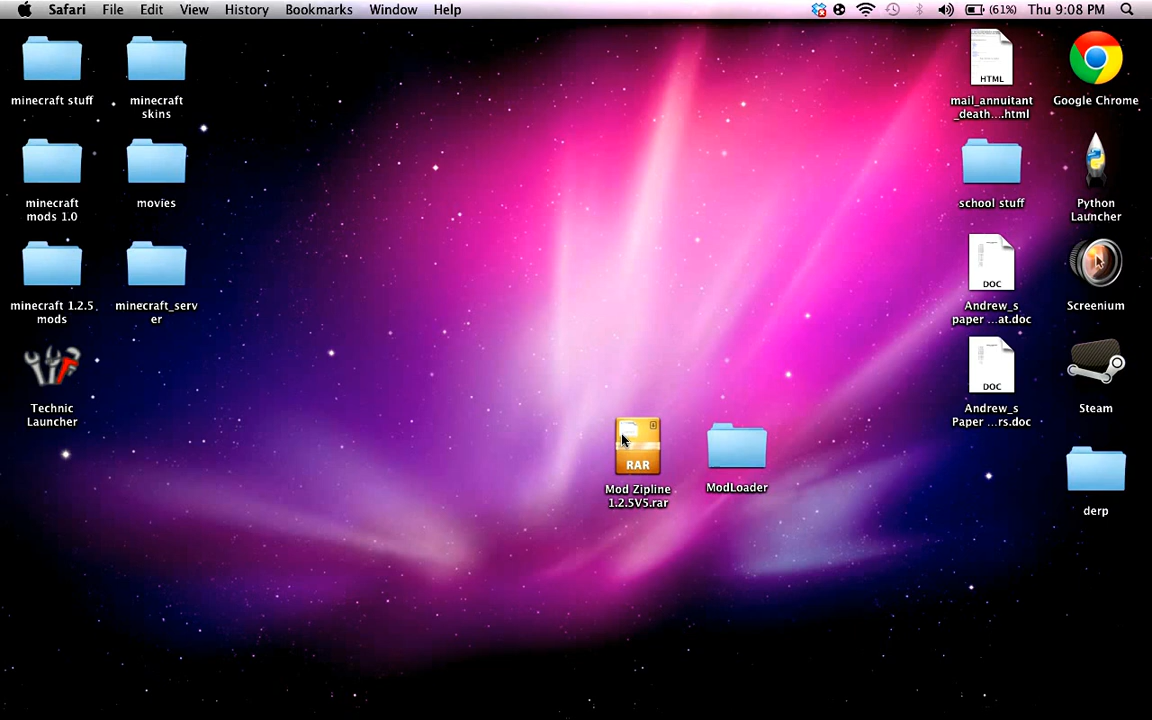 Safari File Edit View History Bookmarks Window Help (61%) Thu 9:08 PM
minecraft stuff
minecraft
skins
HTML
mail_annuitant
_death....html
Google Chrome
minecraft
mods 1.0
movies
school stuff
Python
Launcher
minecraft 1.2.5
mods
minecraft_serv
er
DOC
Andrew_s
paper ...at.doc
Screenium
Technic
Launcher
DOC
Andrew_s
Paper ...rs.doc
Steam
RAR
Mod Zipline
1.2.5V5.rar
ModLoader
derp